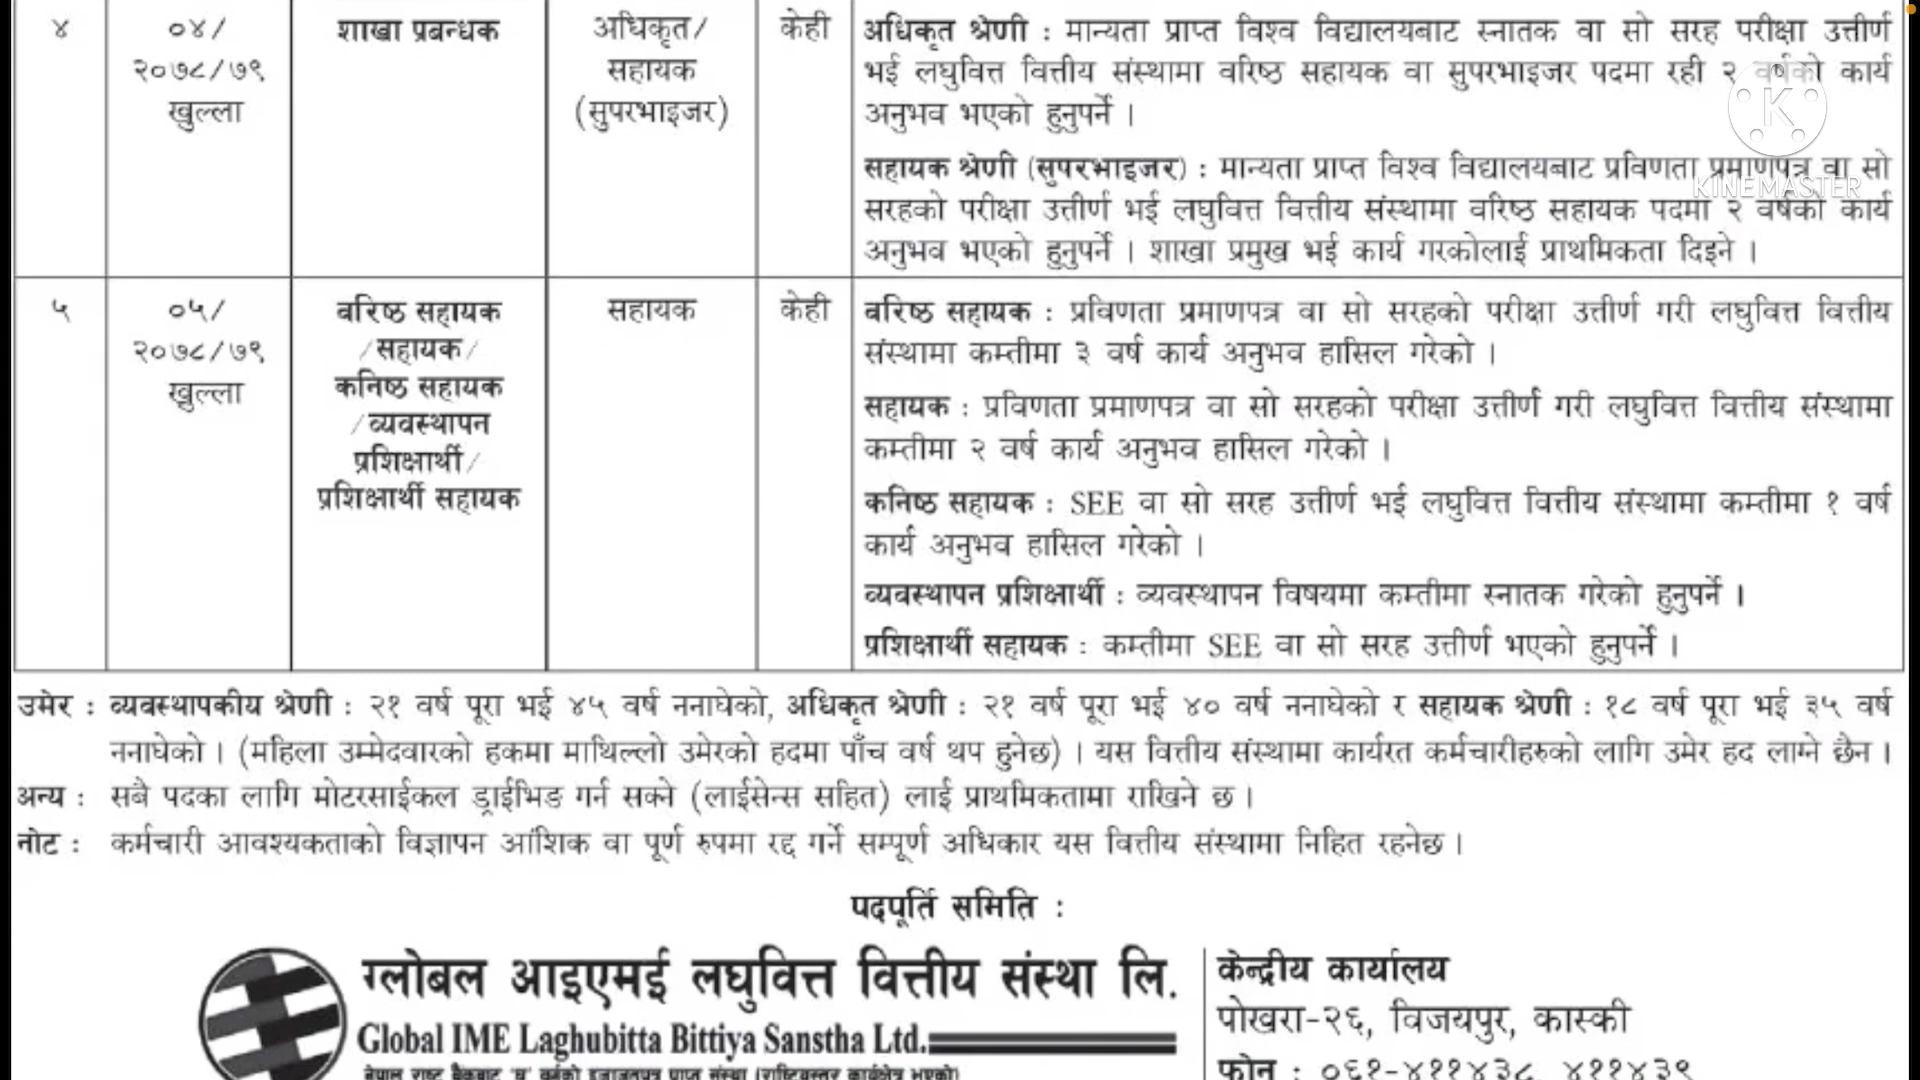 ४
०४/
२०७८/७९
खुल्ला
शाखा प्रबन्धक
अधिकृत/
सहायक
(सुपरभाइजर)
केही
अधिकृत श्रेणी : मान्यता प्राप्त विश्व विद्यालयबाट स्नातक वा सो सरह परीक्षा उत्तीर्ण
भई लघुवित्त वित्तीय संस्थामा वरिष्ठ सहायक वा सुपरभाइजर पदमा रही २ वर्षको कार्य
अनुभव भएको हुनुपर्ने ।
सहायक श्रेणी (सुपरभाइजर) : मान्यता प्राप्त विश्व विद्यालयबाट प्रविणता प्रमाणपत्र वा सो
सरहको परीक्षा उत्तीर्ण भई लघुवित्त वित्तीय संस्थामा वरिष्ठ सहायक पदमा २ वर्षको कार्य
अनुभव भएको हुनुपर्ने । शाखा प्रमुख भई कार्य गरकोलाई प्राथमिकता दिइने ।
K
KINEMASTER
५
०५/
२०७८/७९
खुल्ला
वरिष्ठ सहायक
/सहायक/
कनिष्ठ सहायक
/व्यवस्थापन
प्रशिक्षार्थी/
प्रशिक्षार्थी सहायक
सहायक
केही
वरिष्ठ सहायक : प्रविणता प्रमाणपत्र वा सो सरहको परीक्षा उत्तीर्ण गरी लघुवित्त वित्तीय
संस्थामा कम्तीमा ३ वर्ष कार्य अनुभव हासिल गरेको ।
सहायक : प्रविणता प्रमाणपत्र वा सो सरहको परीक्षा उत्तीर्ण गरी लघुवित्त वित्तीय संस्थामा
कम्तीमा २ वर्ष कार्य अनुभव हासिल गरेको ।
कनिष्ठ सहायक : SEE वा सो सरह उत्तीर्ण भई लघुवित्त वित्तीय संस्थामा कम्तीमा १ वर्ष
कार्य अनुभव हासिल गरेको ।
व्यवस्थापन प्रशिक्षार्थी : व्यवस्थापन विषयमा कम्तीमा स्नातक गरेको हुनुपर्ने ।
प्रशिक्षार्थी सहायक : कम्तीमा SEE वा सो सरह उत्तीर्ण भएको हुनुपर्ने ।
उमेर : व्यवस्थापकीय श्रेणी : २१ वर्ष पूरा भई ४५ वर्ष ननाघेको, अधिकृत श्रेणी : २१ वर्ष पूरा भई ४० वर्ष ननाघेको र सहायक श्रेणी : १८ वर्ष पूरा भई ३५ वर्ष
ननाघेको । (महिला उम्मेदवारको हकमा माथिल्लो उमेरको हदमा पाँच वर्ष थप हुनेछ) । यस वित्तीय संस्थामा कार्यरत कर्मचारीहरुको लागि उमेर हद लाग्ने छैन ।
अन्य : सबै पदका लागि मोटरसाईकल ड्राईभिङ गर्न सक्ने (लाईसेन्स सहित) लाई प्राथमिकतामा राखिने छ ।
नोट : कर्मचारी आवश्यकताको विज्ञापन आंशिक वा पूर्ण रुपमा रद्द गर्ने सम्पूर्ण अधिकार यस वित्तीय संस्थामा निहित रहनेछ ।
पदपूर्ति समिति :
ग्लोबल आइएमई लघुवित्त वित्तीय संस्था लि.
Global IME Laghubitta Bittiya Sanstha Ltd.
नेपाल राष्ट्र बैंकबाट 'घ' वर्गको इजाजतपत्र प्राप्त संस्था (राष्ट्रियस्तर कार्यक्षेत्र भएको)
केन्द्रीय कार्यालय
पोखरा-२६, विजयपुर, कास्की
फोन : ०६१-४११४३८, ४११४३९